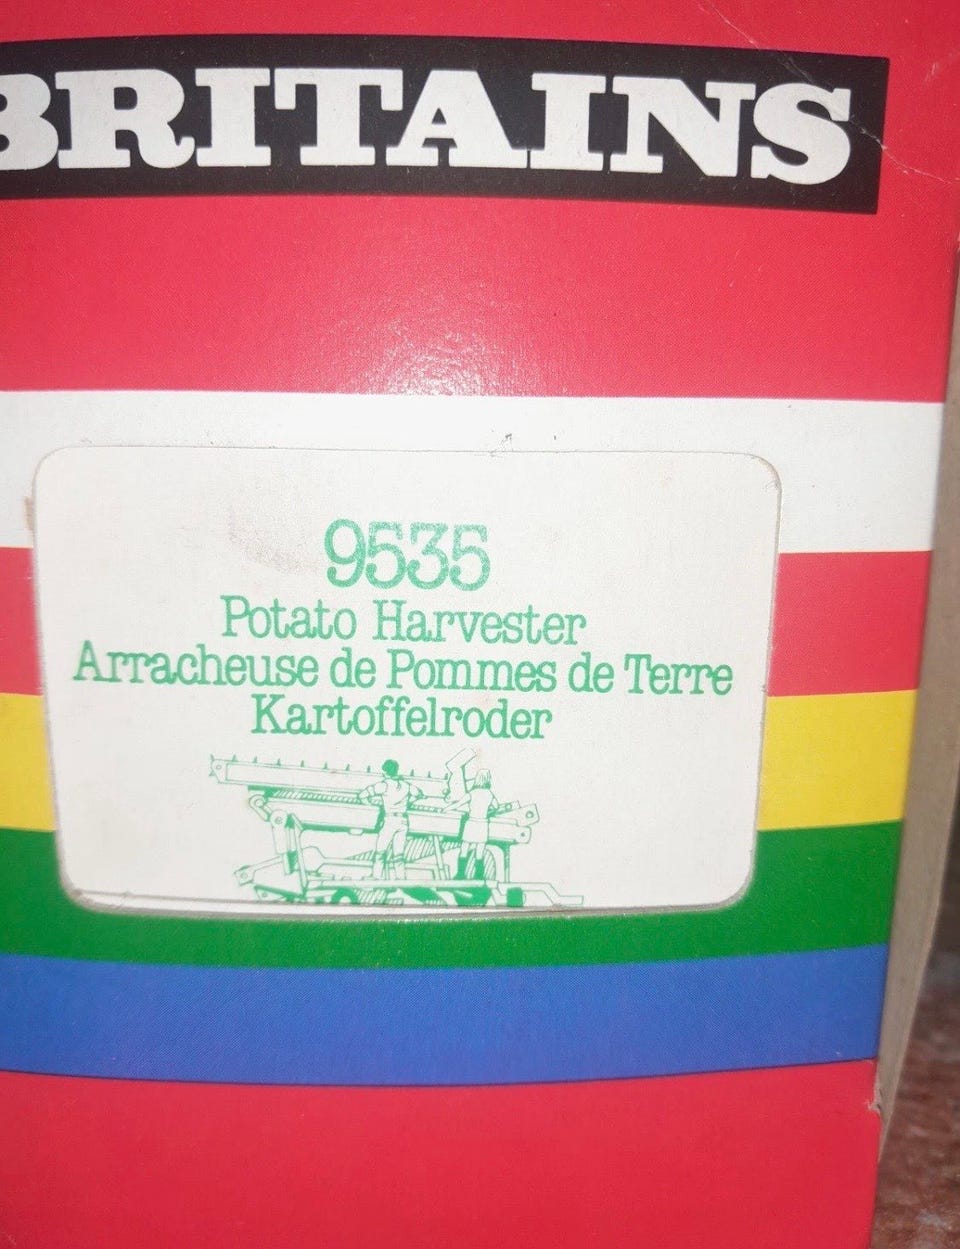 BRITAINS
9535
Potato Harvester
Arracheuse de Pommes de Terre
Kartoffelroder